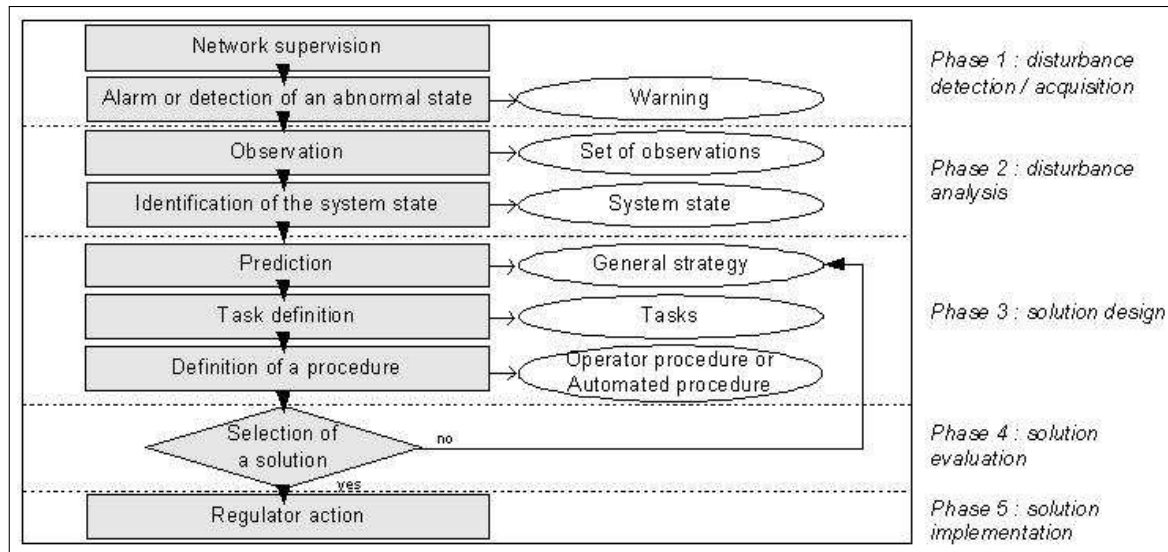 Network supervision
Alarm or detection of an abnormal state
Warning
Phase 1 : disturbance
detection / acquisition
Observation
Set of observations
Identification of the system state
System state
Phase 2 : disturbance
analysis
Prediction
General strategy
Task definition
Tasks
Phase 3 : solution design
Definition of a procedure
Operator procedure or
Automated procedure
Selection of
a solution
no
yes
Phase 4 : solution
evaluation
Regulator action
Phase 5 : solution
implementation